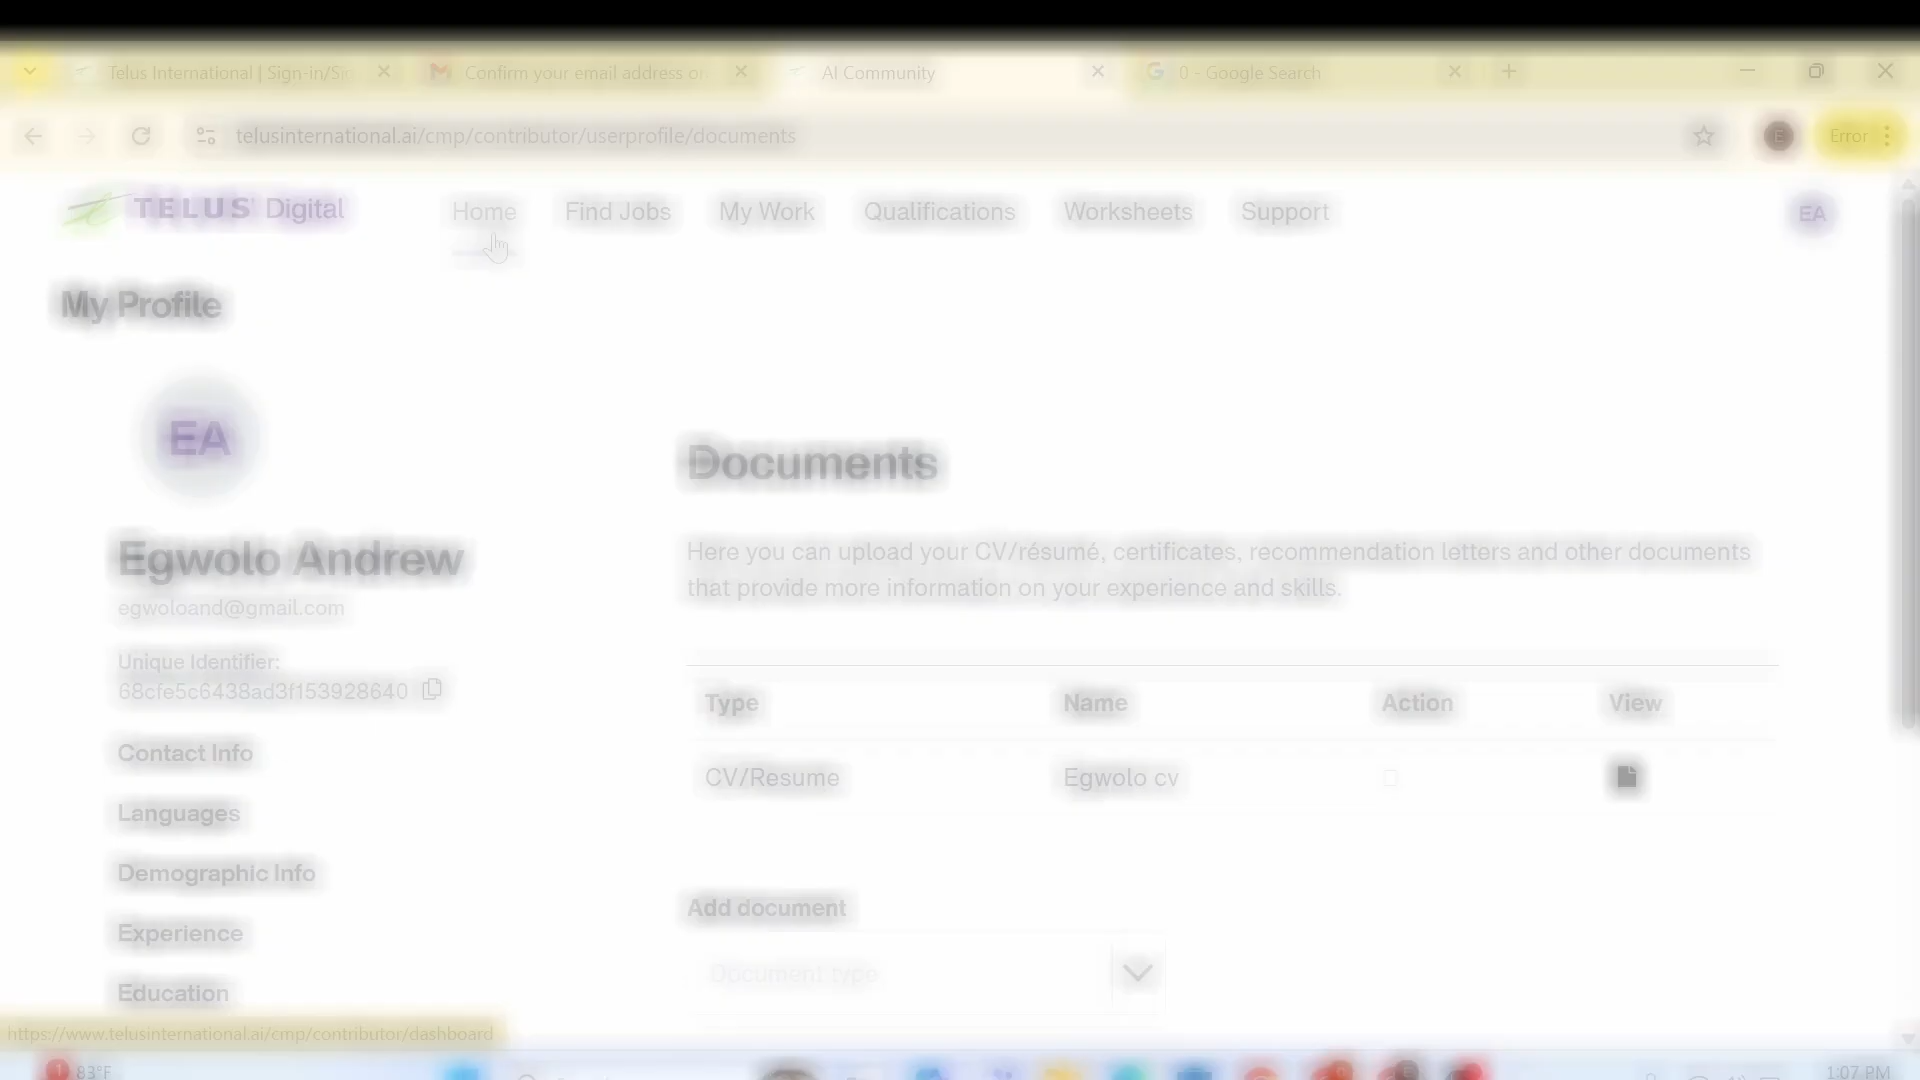 Telus International | Sign-in/Si
Confirm your email address or
AI Community
0 - Google Search
telusinternational.ai/cmp/contributor/userprofile/documents
E
Error
TELUS Digital
Home
Find Jobs
My Work
Qualifications
Worksheets
Support
EA
My Profile
EA
Egwolo Andrew
egwoloand@gmail.com
Unique Identifier:
68cfe5c6438ad3f153928640
Contact Info
Languages
Demographic Info
Experience
Education
Documents
Here you can upload your CV/résumé, certificates, recommendation letters and other documents
that provide more information on your experience and skills.
Type
Name
Action
View
CV/Resume
Egwolo cv
Add document
Document type
https://www.telusinternational.ai/cmp/contributor/dashboard
1
83°F
1:07 PM